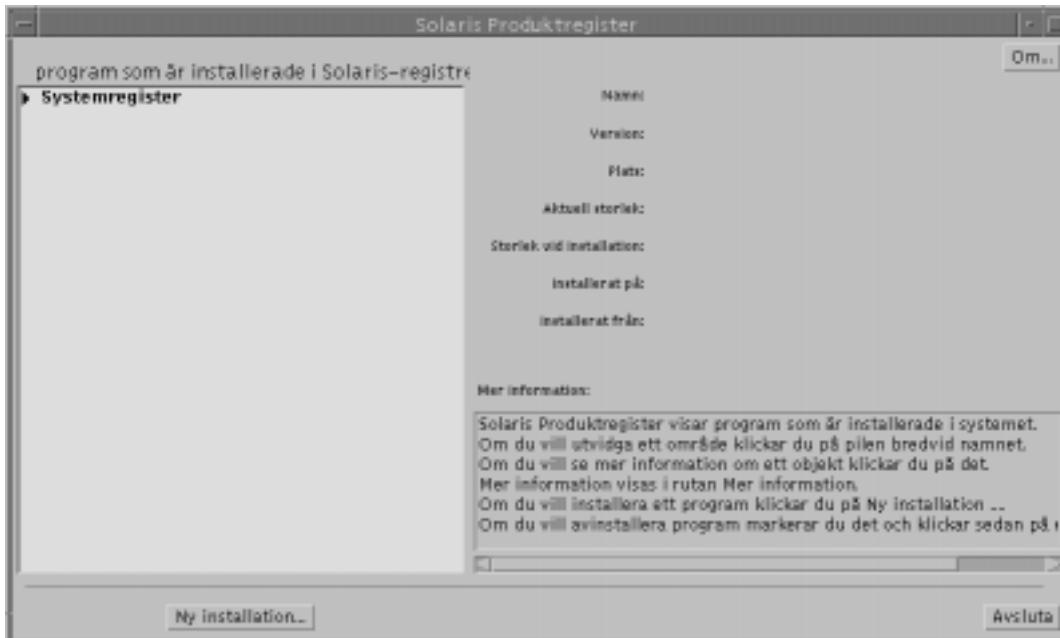 Solaris Produktregister
Om...
program som är installerade i Solaris-registre
Systemregister
Namn:
Version:
Plats:
Aktuell storlek:
Storlek vid installation:
Installerat på:
Installerat från:
Mer information:
Solaris Produktregister visar program som är installerade i systemet.
Om du vill utvidga ett område klickar du på pilen bredvid namnet.
Om du vill se mer information om ett objekt klickar du på det.
Mer information visas i rutan Mer information.
Om du vill installera ett program klickar du på Ny installation ...
Om du vill avinstallera program markerar du det och klickar sedan på
Ny installation...
Avsluta